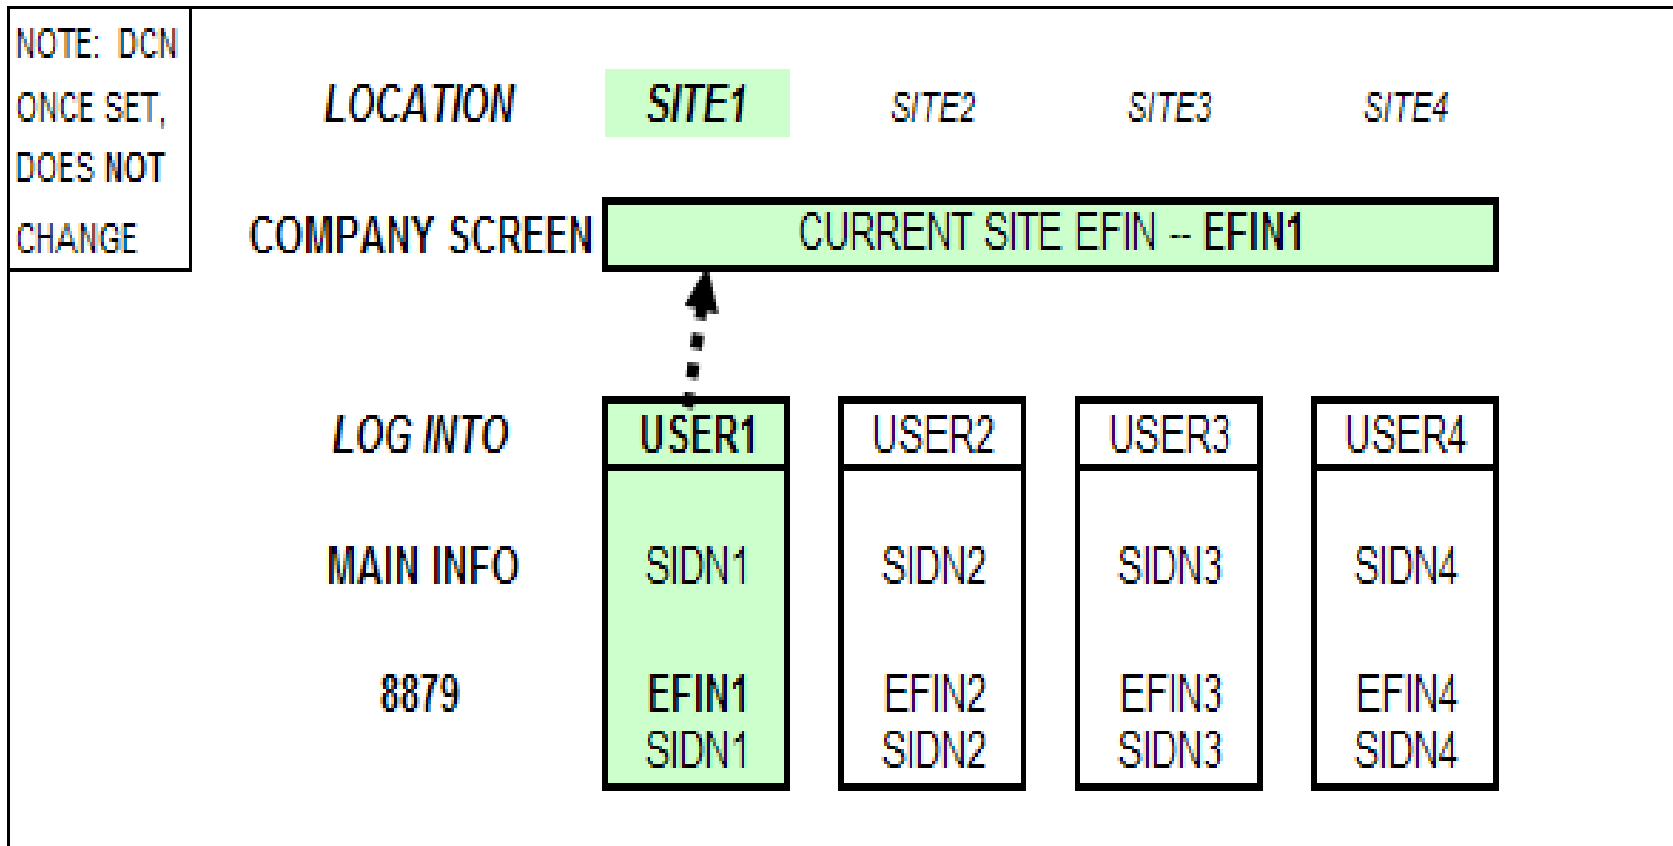 NOTE: DCN
ONCE SET,
DOES NOT
CHANGE
LOCATION SITE1 SITE2 SITE3 SITE4
COMPANY SCREEN CURRENT SITE EFIN -- EFIN1
LOG INTO USER1 USER2 USER3 USER4
MAIN INFO SIDN1 SIDN2 SIDN3 SIDN4
8879 EFIN1 EFIN2 EFIN3 EFIN4
SIDN1 SIDN2 SIDN3 SIDN4